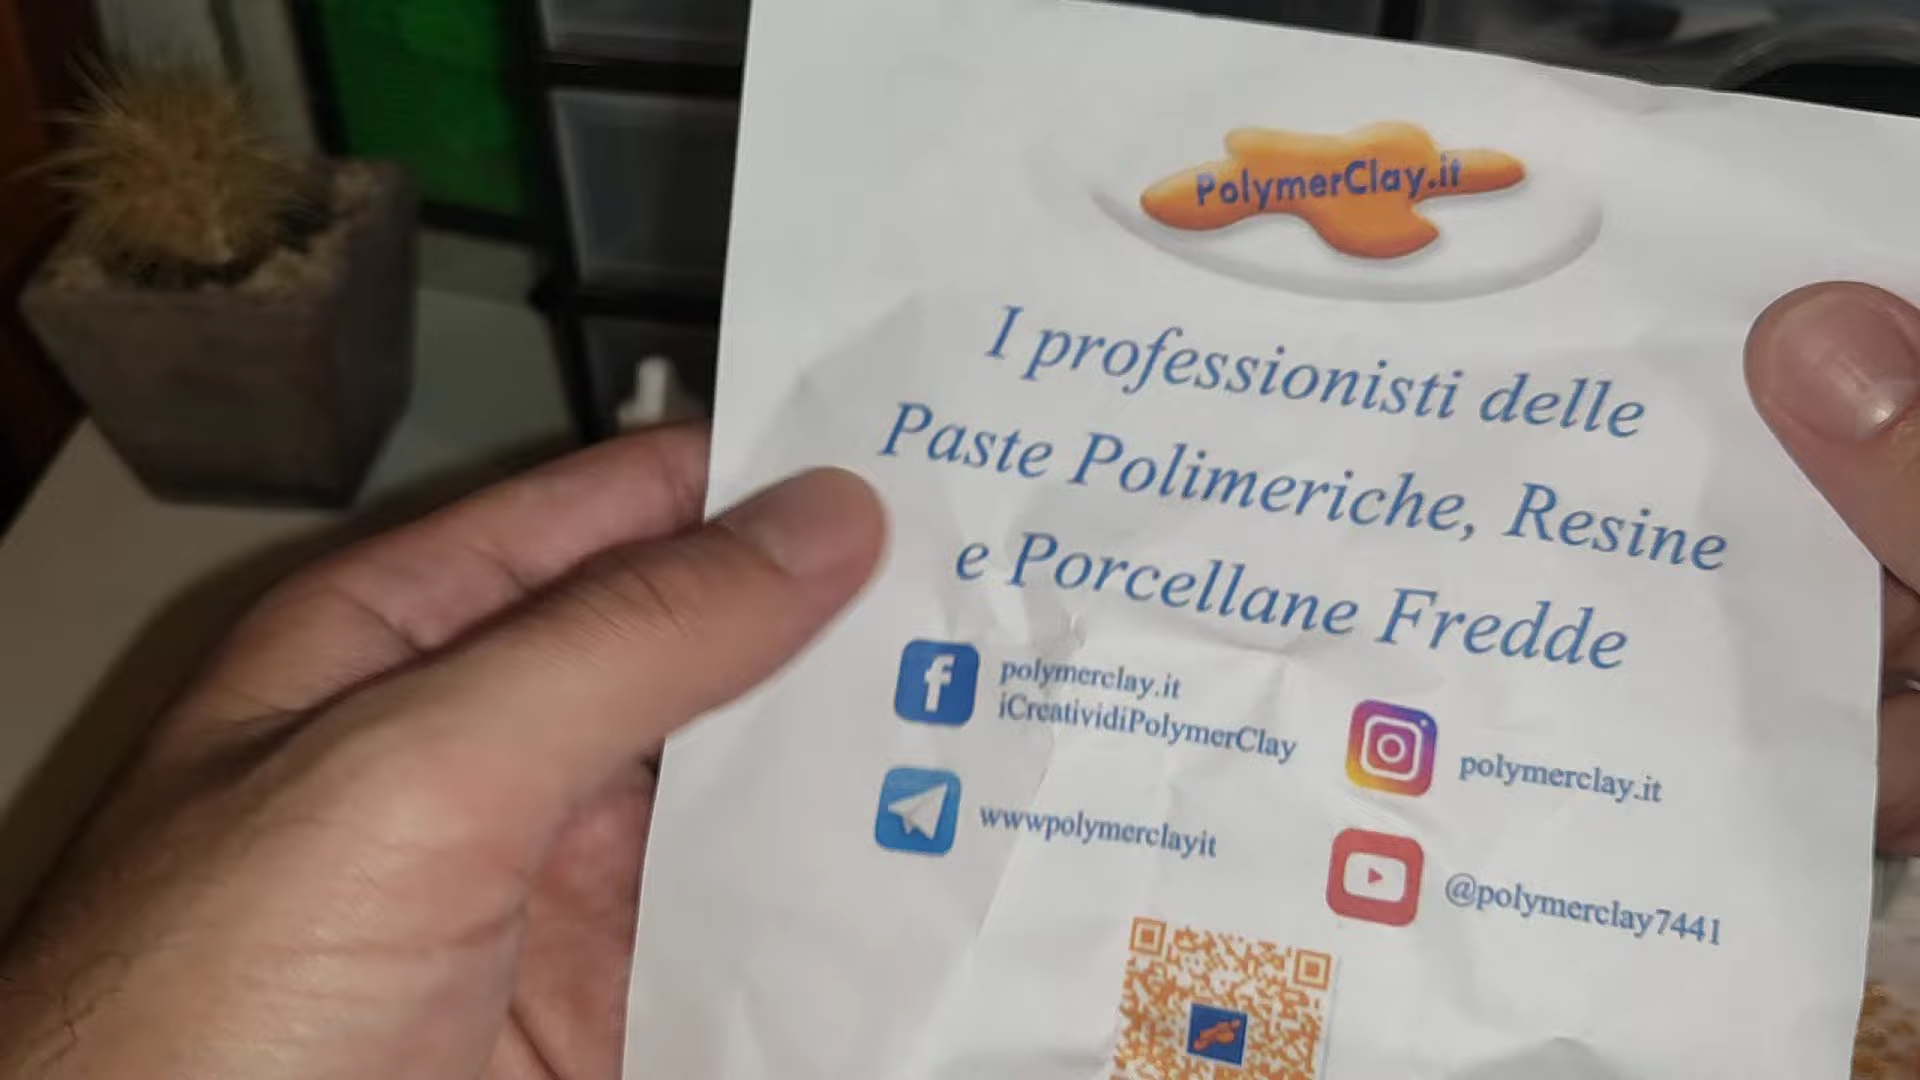 PolymerClay.it
I professionisti delle
Paste Polimeriche, Resine
e Porcellane Fredde
polymerclay.it
iCreatividiPolymerClay
polymerclay.it
wwwpolymerclayit
@polymerclay7441